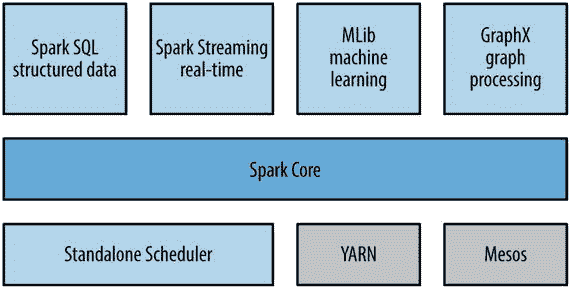 Spark SQL
structured data
Spark Streaming
real-time
MLib
machine
learning
GraphX
graph
processing
Spark Core
Standalone Scheduler
YARN
Mesos